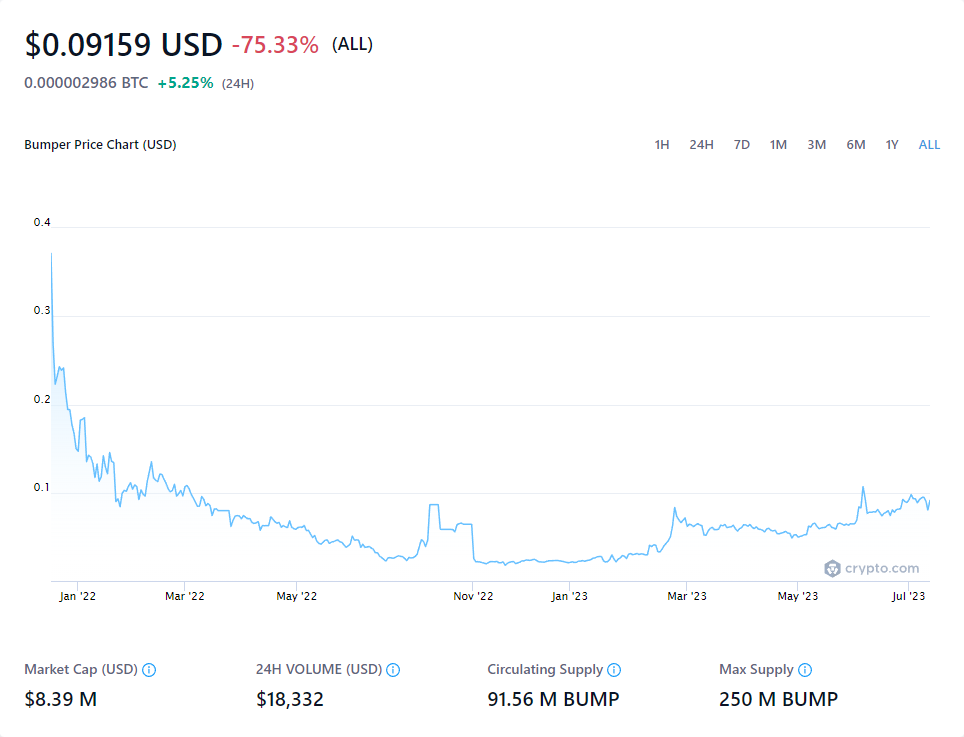 $0.09159 USD -75.33% (ALL)
0.000002986 BTC +5.25% (24H)
Bumper Price Chart (USD) 1H 24H 7D 1M 3M 6M 1Y ALL
0.4
0.3
0.2
0.1
crypto.com
Jan '22 Mar '22 May '22 Nov '22 Jan '23 Mar '23 May '23 Jul '23
Market Cap (USD) 24H VOLUME (USD) Circulating Supply Max Supply
$8.39 M $18,332 91.56 M BUMP 250 M BUMP